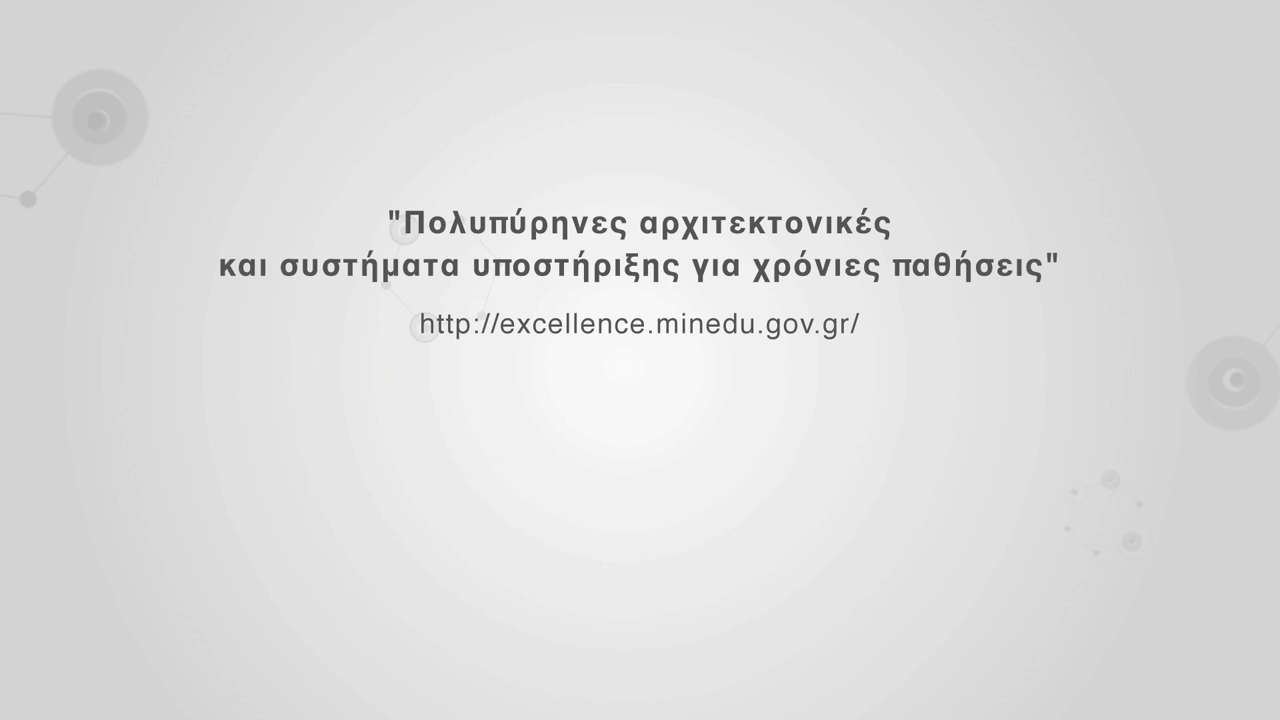 "Πολυπύρηνες αρχιτεκτονικές
και συστήματα υποστήριξης για χρόνιες παθήσεις"
http://excellence.minedu.gov.gr/